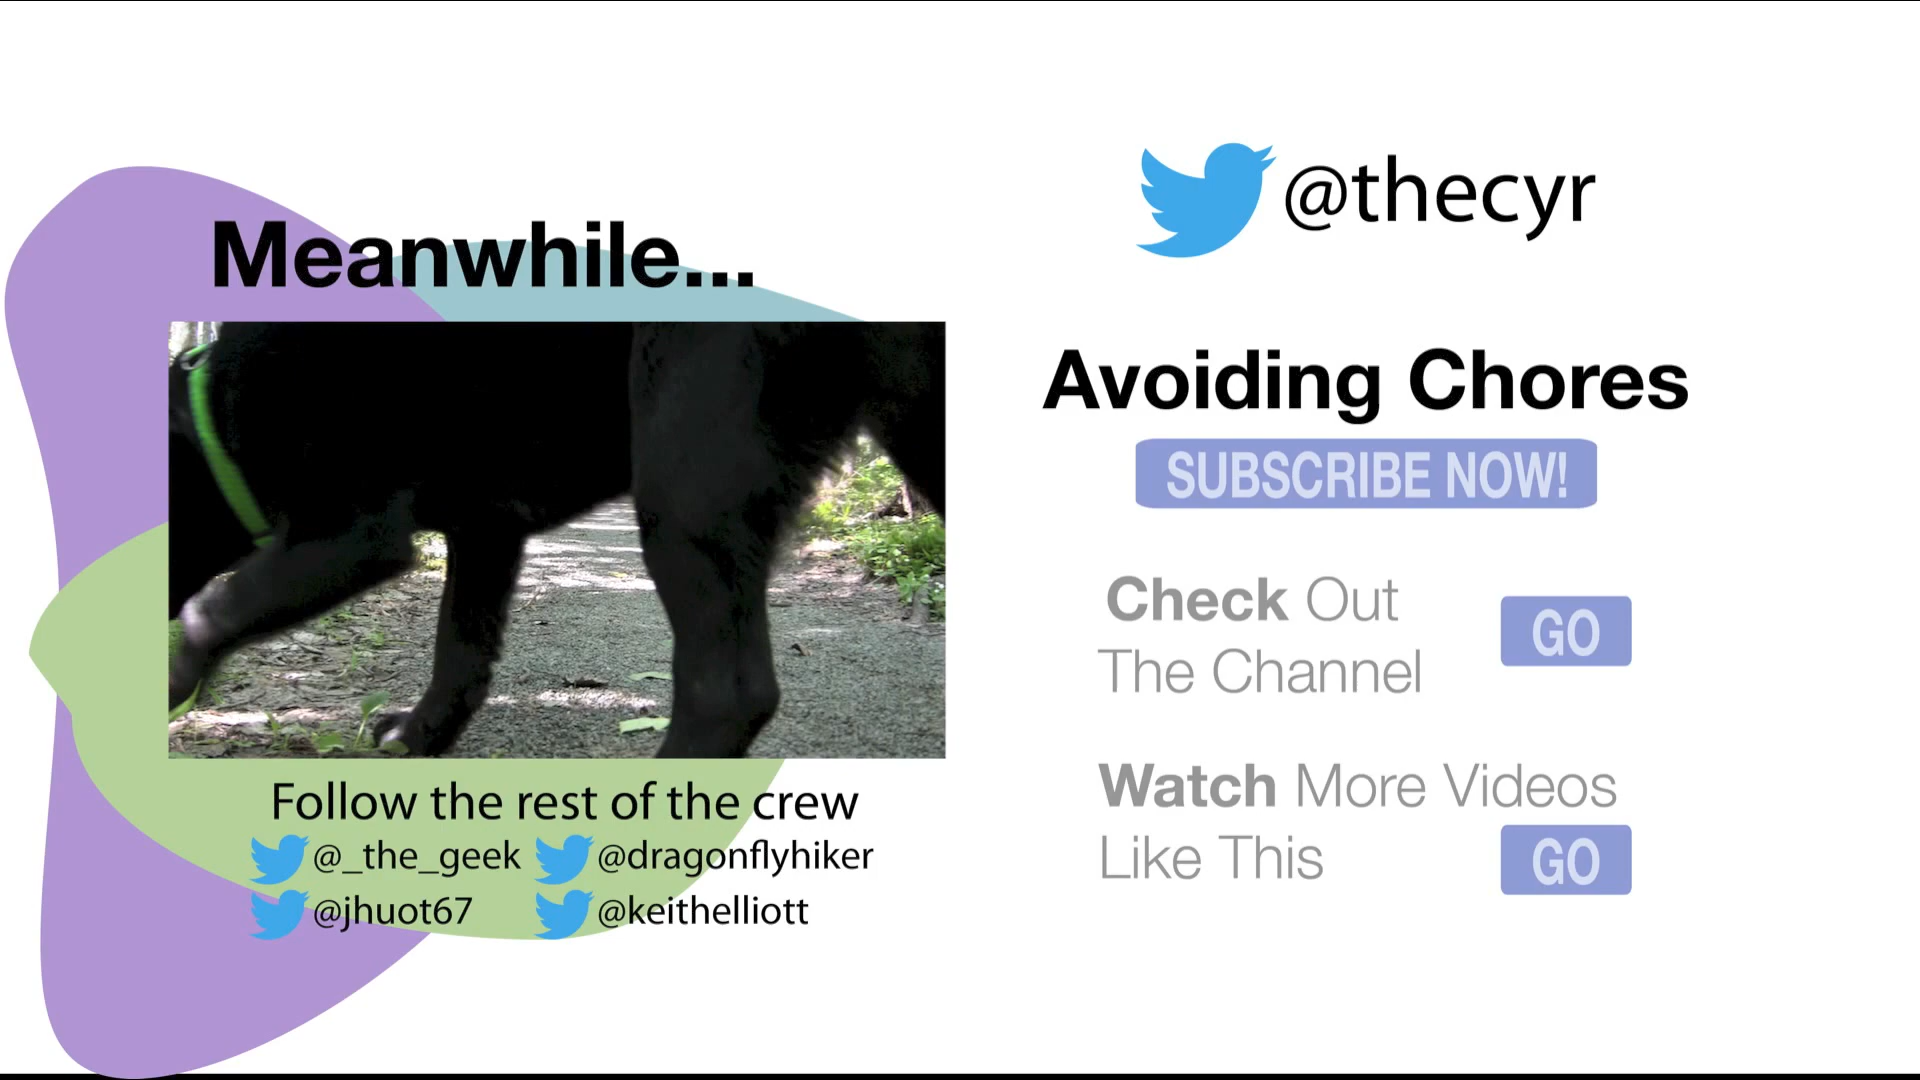 Meanwhile...
Follow the rest of the crew
@_the_geek @dragonflyhiker
@jhuot67 @keithelliott
@thecyr
Avoiding Chores
SUBSCRIBE NOW!
Check Out
The Channel
GO
Watch More Videos
Like This
GO